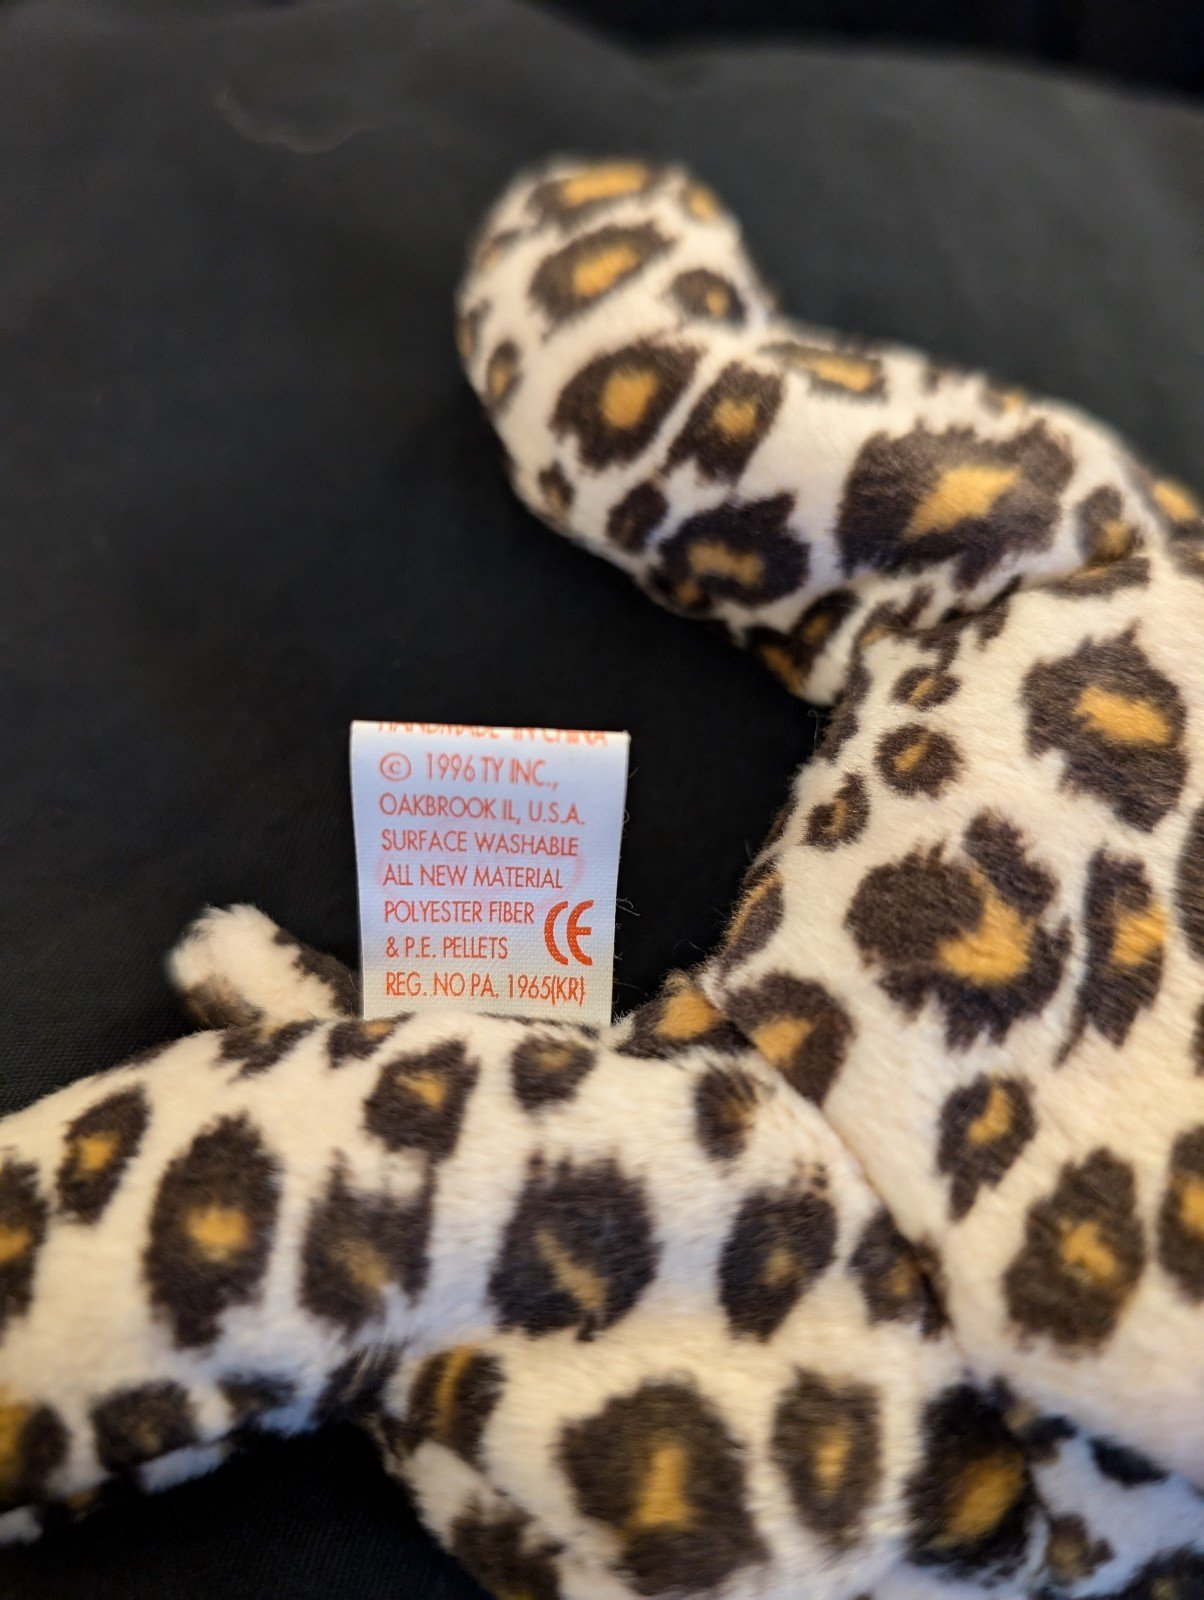 HANDMADE IN CHINA
© 1996 TY INC.,
OAKBROOK IL, U.S.A.
SURFACE WASHABLE
ALL NEW MATERIAL
POLYESTER FIBER
& P.E. PELLETS CE
REG. NO PA. 1965(KR)